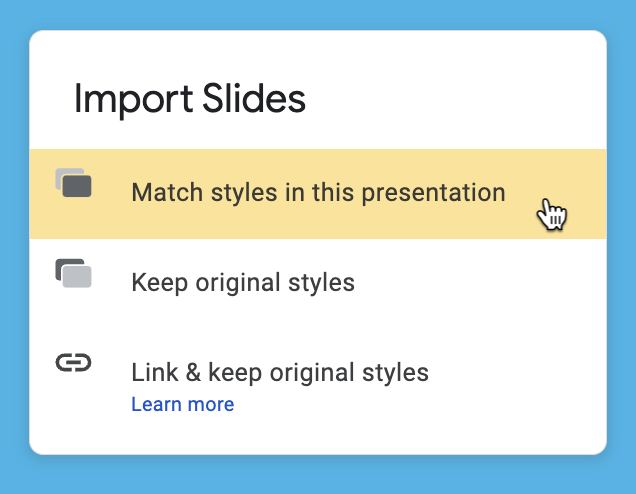 Import Slides
Match styles in this presentation
Keep original styles
Link & keep original styles
Learn more